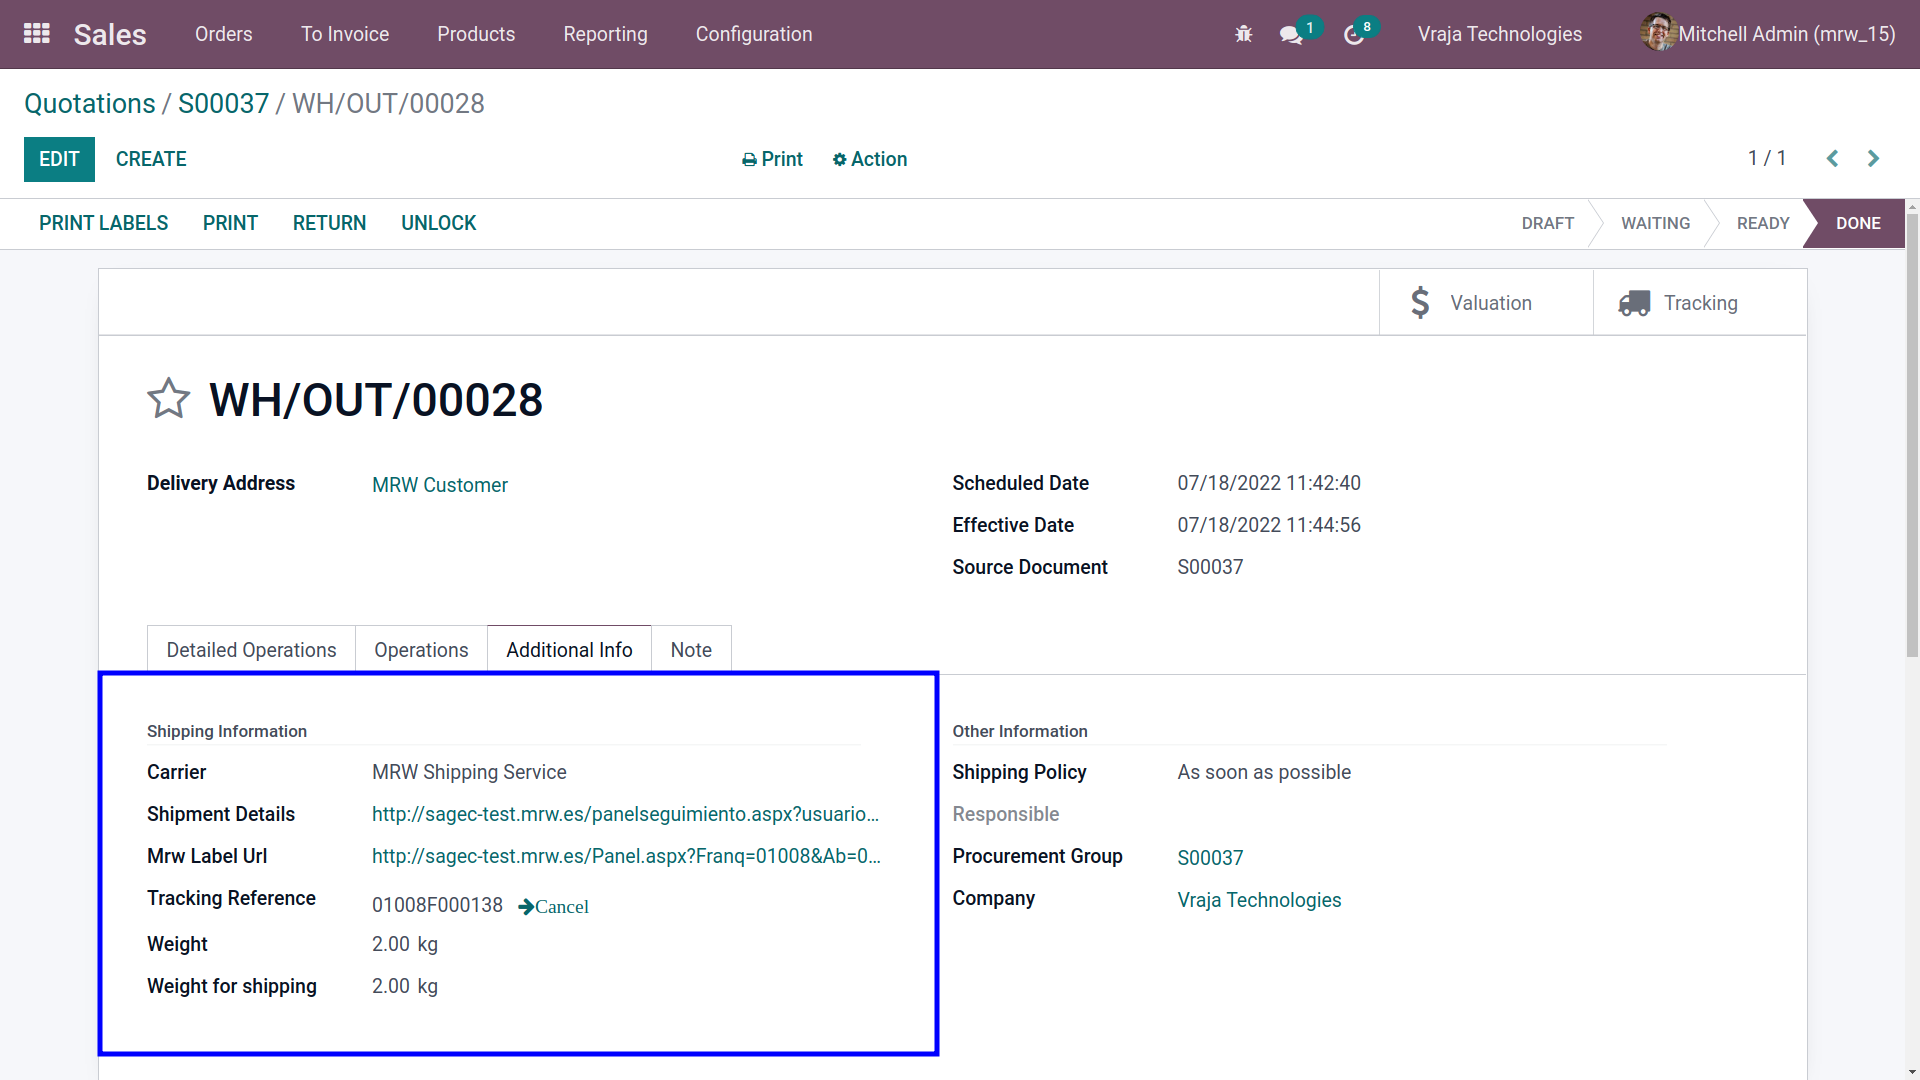 Sales Orders To Invoice Products Reporting Configuration 1 8 Vraja Technologies Mitchell Admin (mrw_15)
Quotations / S00037 / WH/OUT/00028
EDIT CREATE Print Action 1 / 1
PRINT LABELS PRINT RETURN UNLOCK DRAFT WAITING READY DONE
Valuation Tracking
WH/OUT/00028
Delivery Address MRW Customer
Scheduled Date 07/18/2022 11:42:40
Effective Date 07/18/2022 11:44:56
Source Document S00037
Detailed Operations Operations Additional Info Note
Shipping Information
Carrier MRW Shipping Service
Shipment Details http://sagec-test.mrw.es/panelseguimiento.aspx?usuario...
Mrw Label Url http://sagec-test.mrw.es/Panel.aspx?Franq=01008&Ab=0...
Tracking Reference 01008F000138 Cancel
Weight 2.00 kg
Weight for shipping 2.00 kg
Other Information
Shipping Policy As soon as possible
Responsible
Procurement Group S00037
Company Vraja Technologies